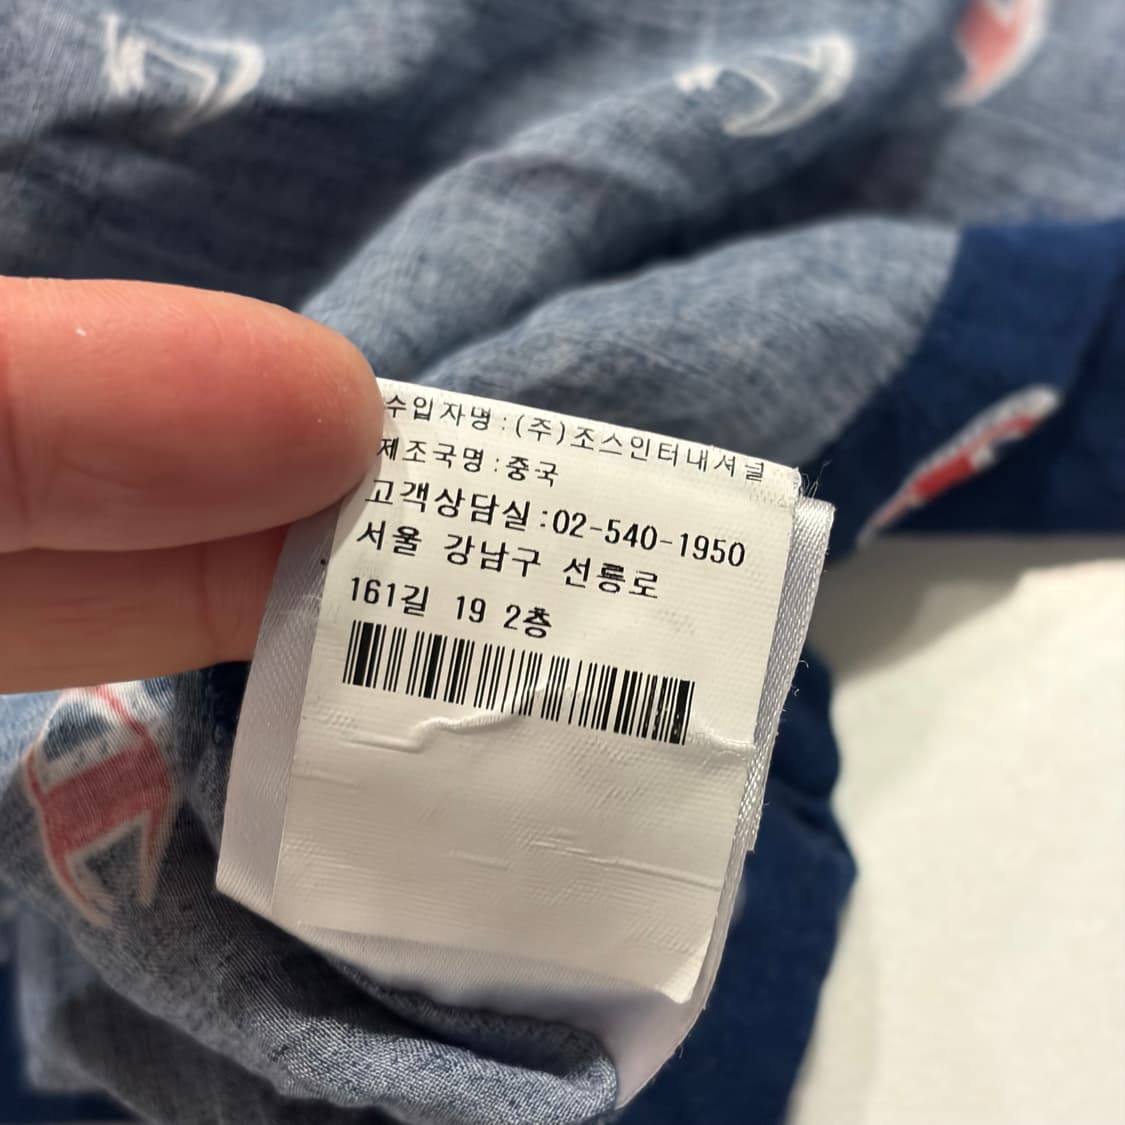 수입자명 : (주)조스인터내셔널
제조국명 : 중국
고객상담실 : 02-540-1950
서울 강남구 선릉로
161길 19 2층